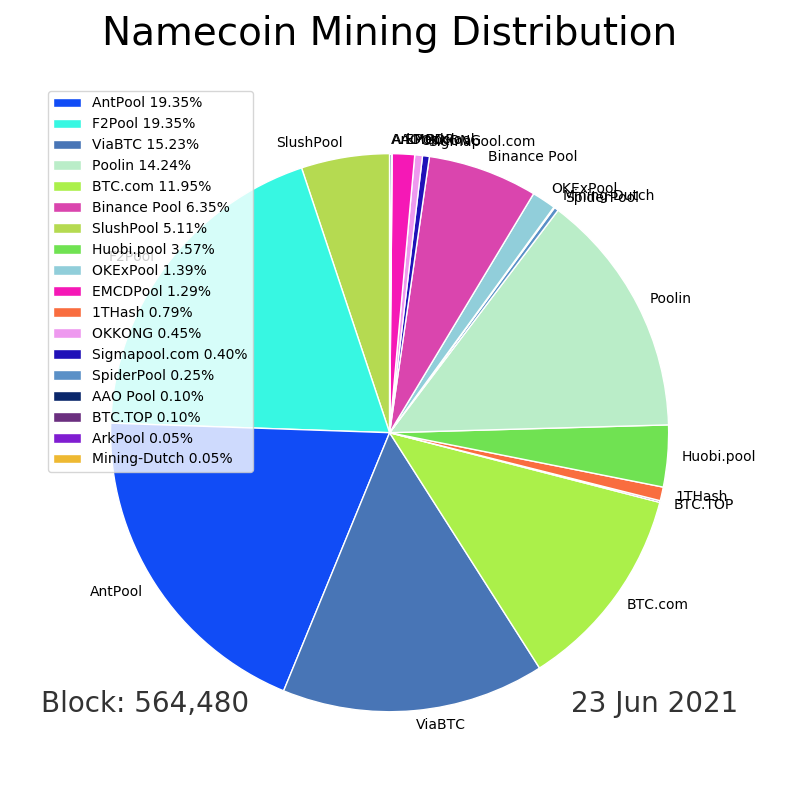 Namecoin Mining Distribution
AntPool 19.35%
F2Pool 19.35%
ViaBTC 15.23%
Poolin 14.24%
BTC.com 11.95%
Binance Pool 6.35%
SlushPool 5.11%
Huobi.pool 3.57%
OKExPool 1.39%
EMCDPool 1.29%
1THash 0.79%
OKKONG 0.45%
Sigmapool.com 0.40%
SpiderPool 0.25%
AAO Pool 0.10%
BTC.TOP 0.10%
ArkPool 0.05%
Mining-Dutch 0.05%
SlushPool
Sigmapool.com
Binance Pool
OKExPool
Mining-Dutch
SpiderPool
F2Pool
Poolin
Huobi.pool
1THash
BTC.TOP
AntPool
BTC.com
ViaBTC
Block: 564,480
23 Jun 2021